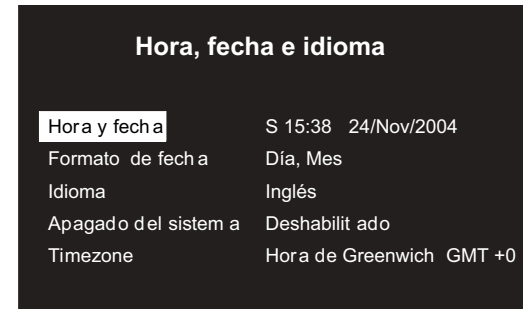 Hora, fecha e idioma
Hora y fecha S 15:38 24/Nov/2004
Formato de fecha Día, Mes
Idioma Inglés
Apagado del sistema Deshabilitado
Timezone Hora de Greenwich GMT +0